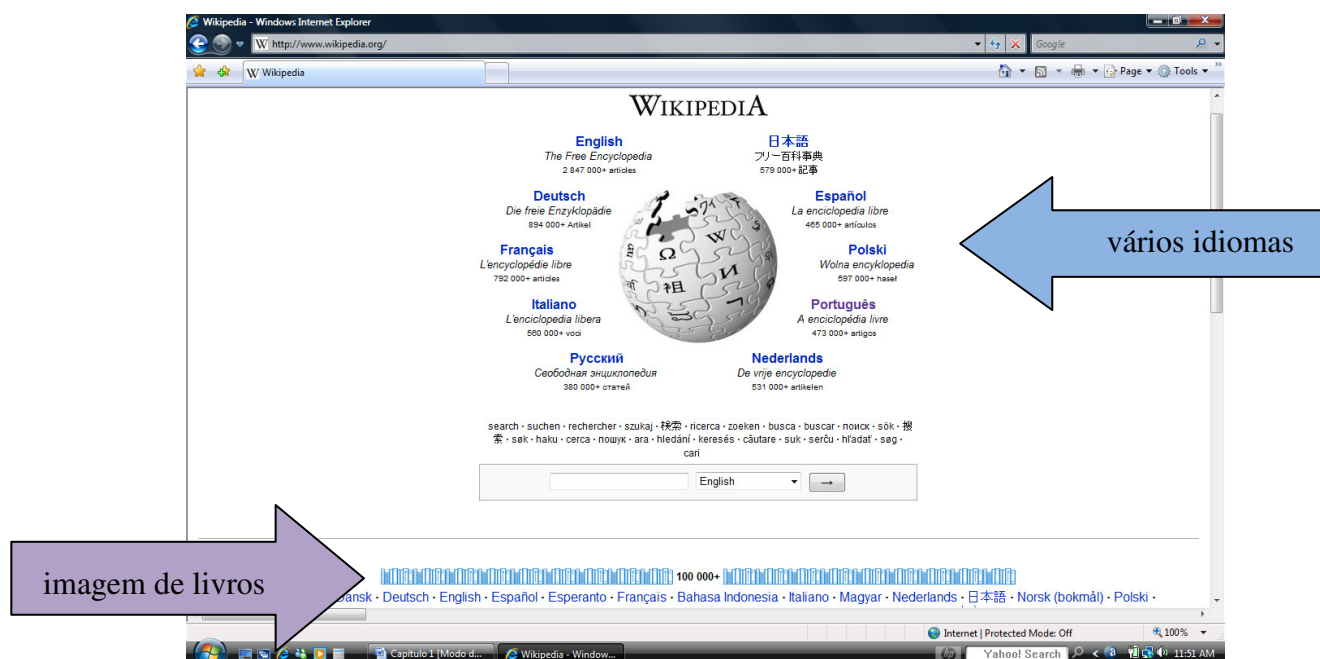 Wikipedia - Windows Internet Explorer
http://www.wikipedia.org/
Google
Wikipedia
Page
Tools
WIKIPEDIA
English
The Free Encyclopedia
2 847 000+ articles
日本語
フリー百科事典
579 000+ 記事
Deutsch
Die freie Enzyklopädie
894 000+ Artikel
Español
La enciclopedia libre
465 000+ artículos
Français
L'encyclopédie libre
792 000+ articles
Polski
Wolna encyklopedia
597 000+ haseł
Italiano
L'enciclopedia libera
560 000+ voci
Português
A enciclopédia livre
473 000+ artigos
Русский
Свободная энциклопедия
380 000+ статей
Nederlands
De vrije encyclopedie
531 000+ artikelen
vários idiomas
search · suchen · rechercher · szukaj · 検索 · ricerca · zoeken · busca · buscar · поиск · sök · 搜
索 · søk · haku · cerca · пошук · ara · hledání · keresés · căutare · suk · serĉu · hľadať · søg ·
cari
English
imagem de livros
100 000+
Dansk · Deutsch · English · Español · Esperanto · Français · Bahasa Indonesia · Italiano · Magyar · Nederlands · 日本語 · Norsk (bokmål) · Polski ·
Internet | Protected Mode: Off
100%
Capítulo 1 [Modo d...
Wikipedia - Window...
Yahoo! Search
11:51 AM